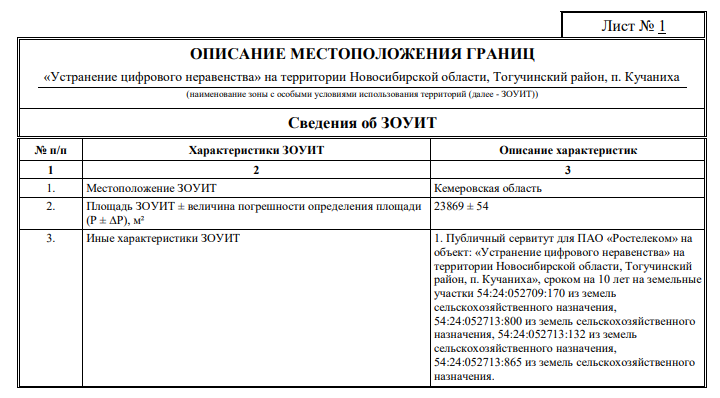 Лист № 1
ОПИСАНИЕ МЕСТОПОЛОЖЕНИЯ ГРАНИЦ
«Устранение цифрового неравенства» на территории Новосибирской области, Тогучинский район, п. Кучаниха
(наименование зоны с особыми условиями использования территорий (далее - ЗОУИТ))
Сведения об ЗОУИТ
№ п/п Характеристики ЗОУИТ Описание характеристик
1 2 3
1. Местоположение ЗОУИТ Кемеровская область
2. Площадь ЗОУИТ ± величина погрешности определения площади 23869 ± 54
(P ± ΔP), м²
3. Иные характеристики ЗОУИТ 1. Публичный сервитут для ПАО «Ростелеком» на
объект: «Устранение цифрового неравенства» на
территории Новосибирской области, Тогучинский
район, п. Кучаниха», сроком на 10 лет на земельные
участки 54:24:052709:170 из земель
сельскохозяйственного назначения,
54:24:052713:800 из земель сельскохозяйственного
назначения, 54:24:052713:132 из земель
сельскохозяйственного назначения,
54:24:052713:865 из земель сельскохозяйственного
назначения.